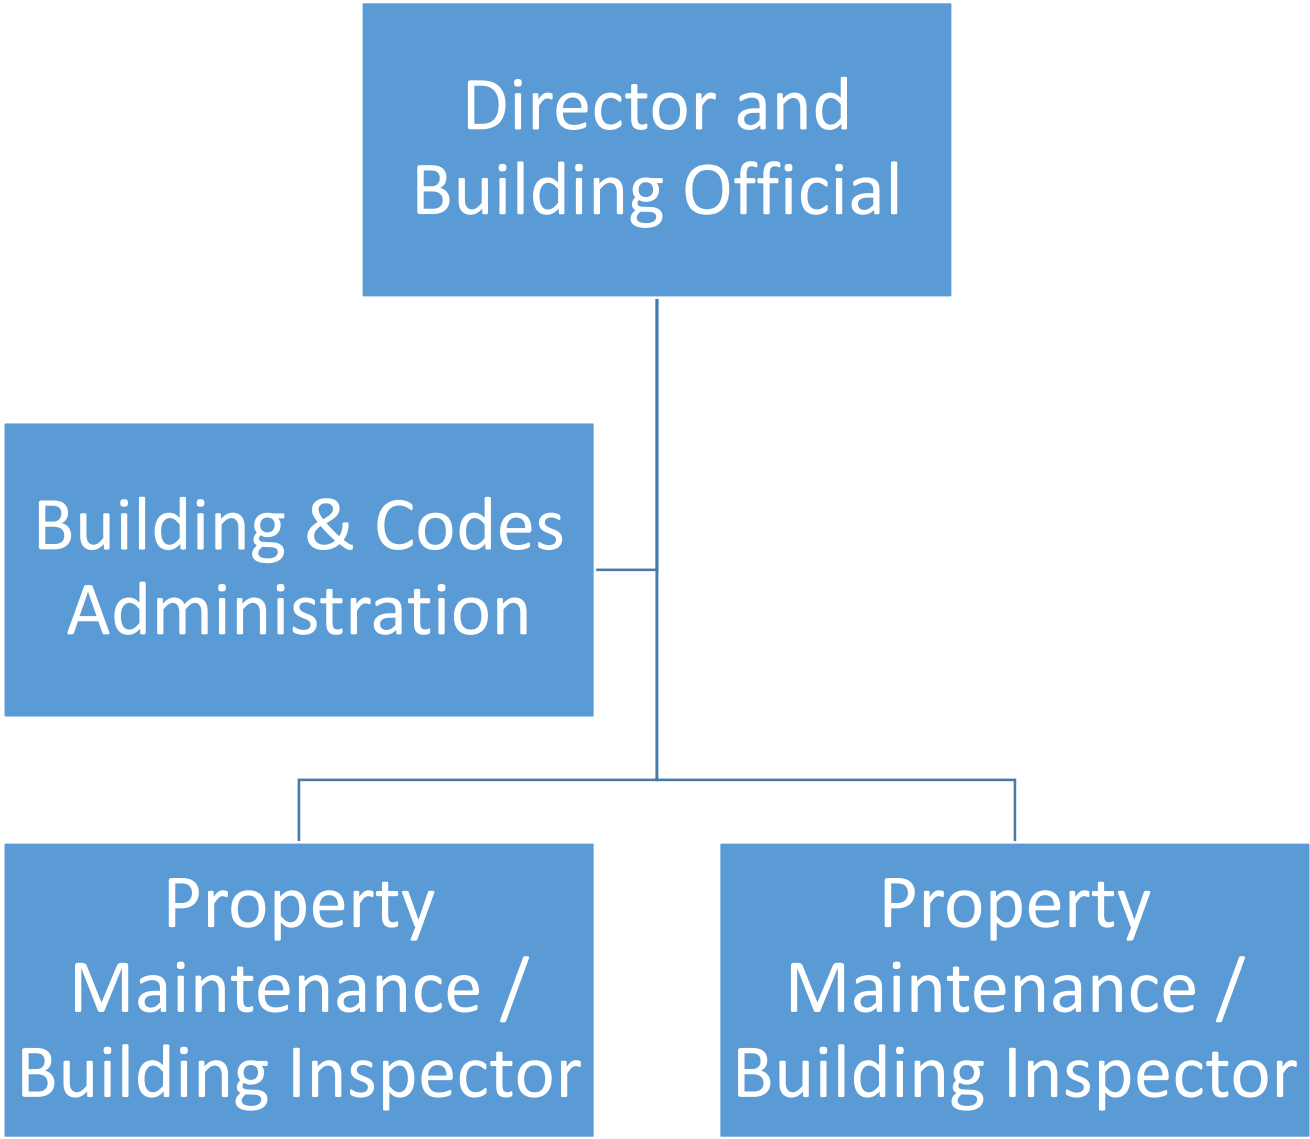 Director and
Building Official
Building & Codes
Administration
Property
Maintenance /
Building Inspector
Property
Maintenance /
Building Inspector